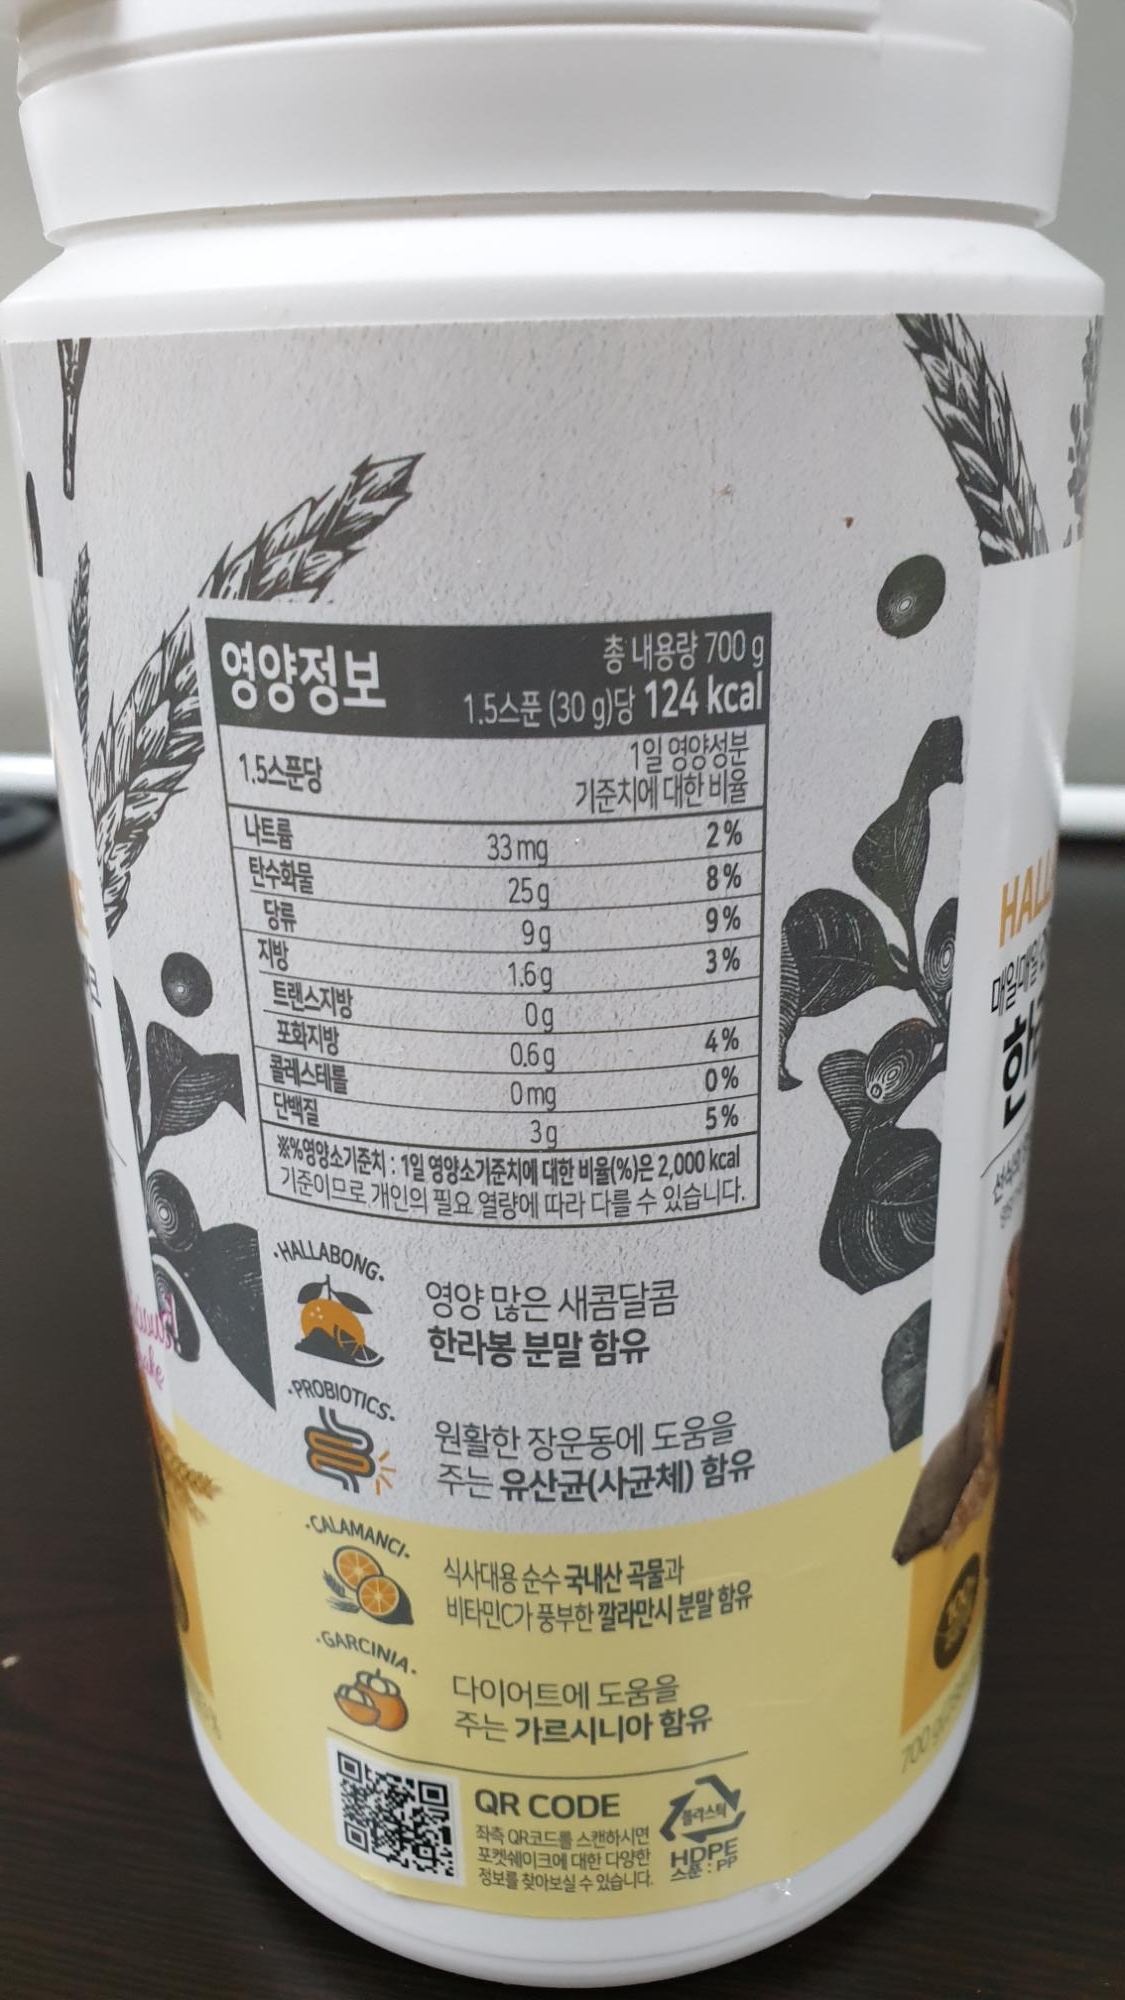 영양정보
총 내용량 700 g
1.5스푼 (30 g)당 124 kcal
1.5스푼당
1일 영양성분
기준치에 대한 비율
나트륨 33 mg 2 %
탄수화물 25 g 8 %
당류 9 g 9 %
지방 1.6 g 3 %
트랜스지방 0 g
포화지방 0.6 g 4 %
콜레스테롤 0 mg 0 %
단백질 3 g 5 %
※%영양소기준치 : 1일 영양소기준치에 대한 비율(%)은 2,000 kcal
기준이므로 개인의 필요 열량에 따라 다를 수 있습니다.
·HALLABONG·
영양 많은 새콤달콤
한라봉 분말 함유
·PROBIOTICS·
원활한 장운동에 도움을
주는 유산균(사균체) 함유
·CALAMANCI·
식사대용 순수 국내산 곡물과
비타민C가 풍부한 깔라만시 분말 함유
·GARCINIA·
다이어트에 도움을
주는 가르시니아 함유
QR CODE
좌측 QR코드를 스캔하시면
포켓쉐이크에 대한 다양한
정보를 찾아보실 수 있습니다.
플라스틱
HDPE
스푼 : PP
HALL
매일매일
700 g